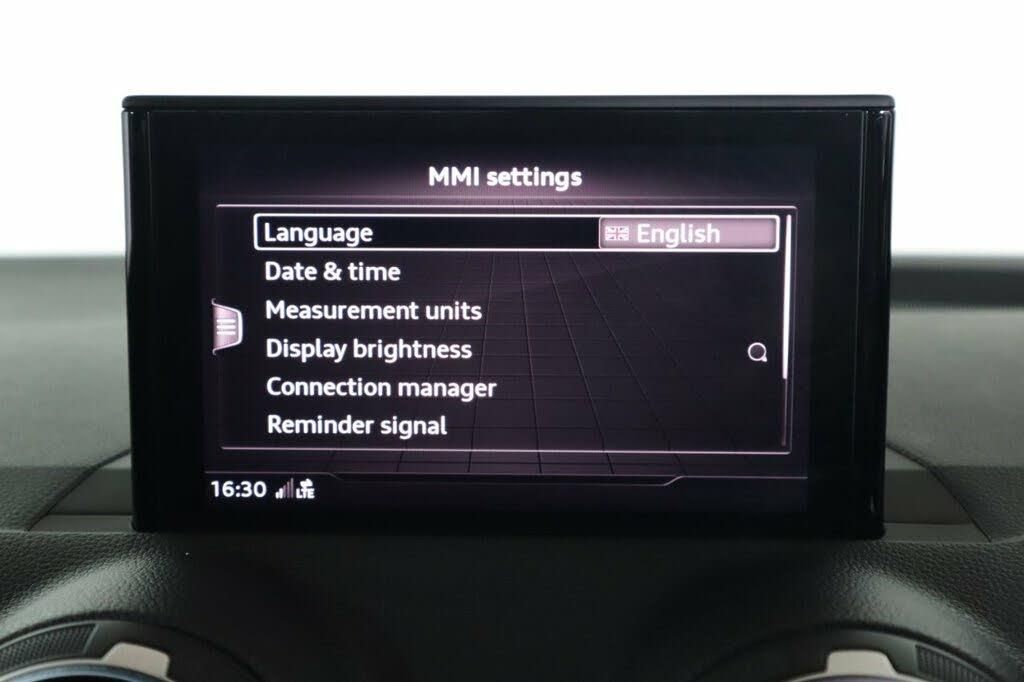 MMI settings
Language English
Date & time
Measurement units
Display brightness
Connection manager
Reminder signal
16:30 LTE